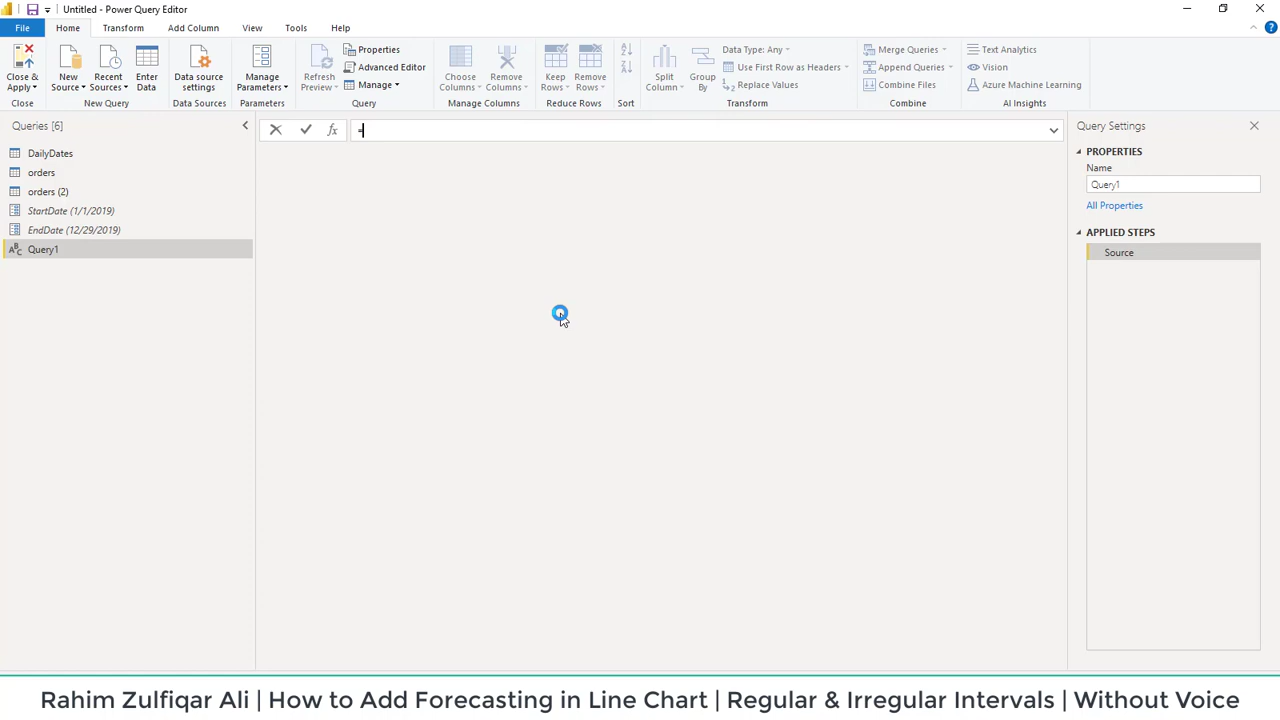 Untitled - Power Query Editor
File Home Transform Add Column View Tools Help
Close & Apply
New Source
Recent Sources
Enter Data
Data source settings
Manage Parameters
Refresh Preview
Properties
Advanced Editor
Manage
Choose Columns
Remove Columns
Keep Rows
Remove Rows
Split Column
Group By
Data Type: Any
Use First Row as Headers
Replace Values
Merge Queries
Append Queries
Combine Files
Text Analytics
Vision
Azure Machine Learning
Close
New Query
Data Sources
Parameters
Query
Manage Columns
Reduce Rows
Sort
Transform
Combine
AI Insights
Queries [6]
DailyDates
orders
orders (2)
StartDate (1/1/2019)
EndDate (12/29/2019)
ABC Query1
fx =
Query Settings
PROPERTIES
Name
Query1
All Properties
APPLIED STEPS
Source
Rahim Zulfiqar Ali | How to Add Forecasting in Line Chart | Regular & Irregular Intervals | Without Voice